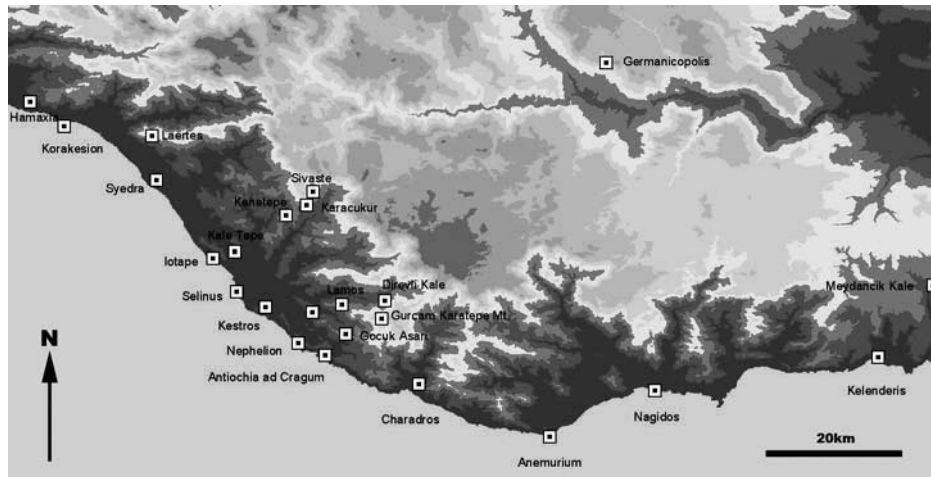 Germanicopolis
Hamaxia
Korakesion
Laertes
Syedra
Sivaste
Kenetepe
Karacukur
Kale Tepe
Iotape
Selinus
Lamos
Direvli Kale
Meydancik Kale
Kestros
Gurcam Karatepe Mt.
Gocuk Asari
N
Nephelion
Antiochia ad Cragum
Kelenderis
Charadros
Nagidos
20km
Anemurium